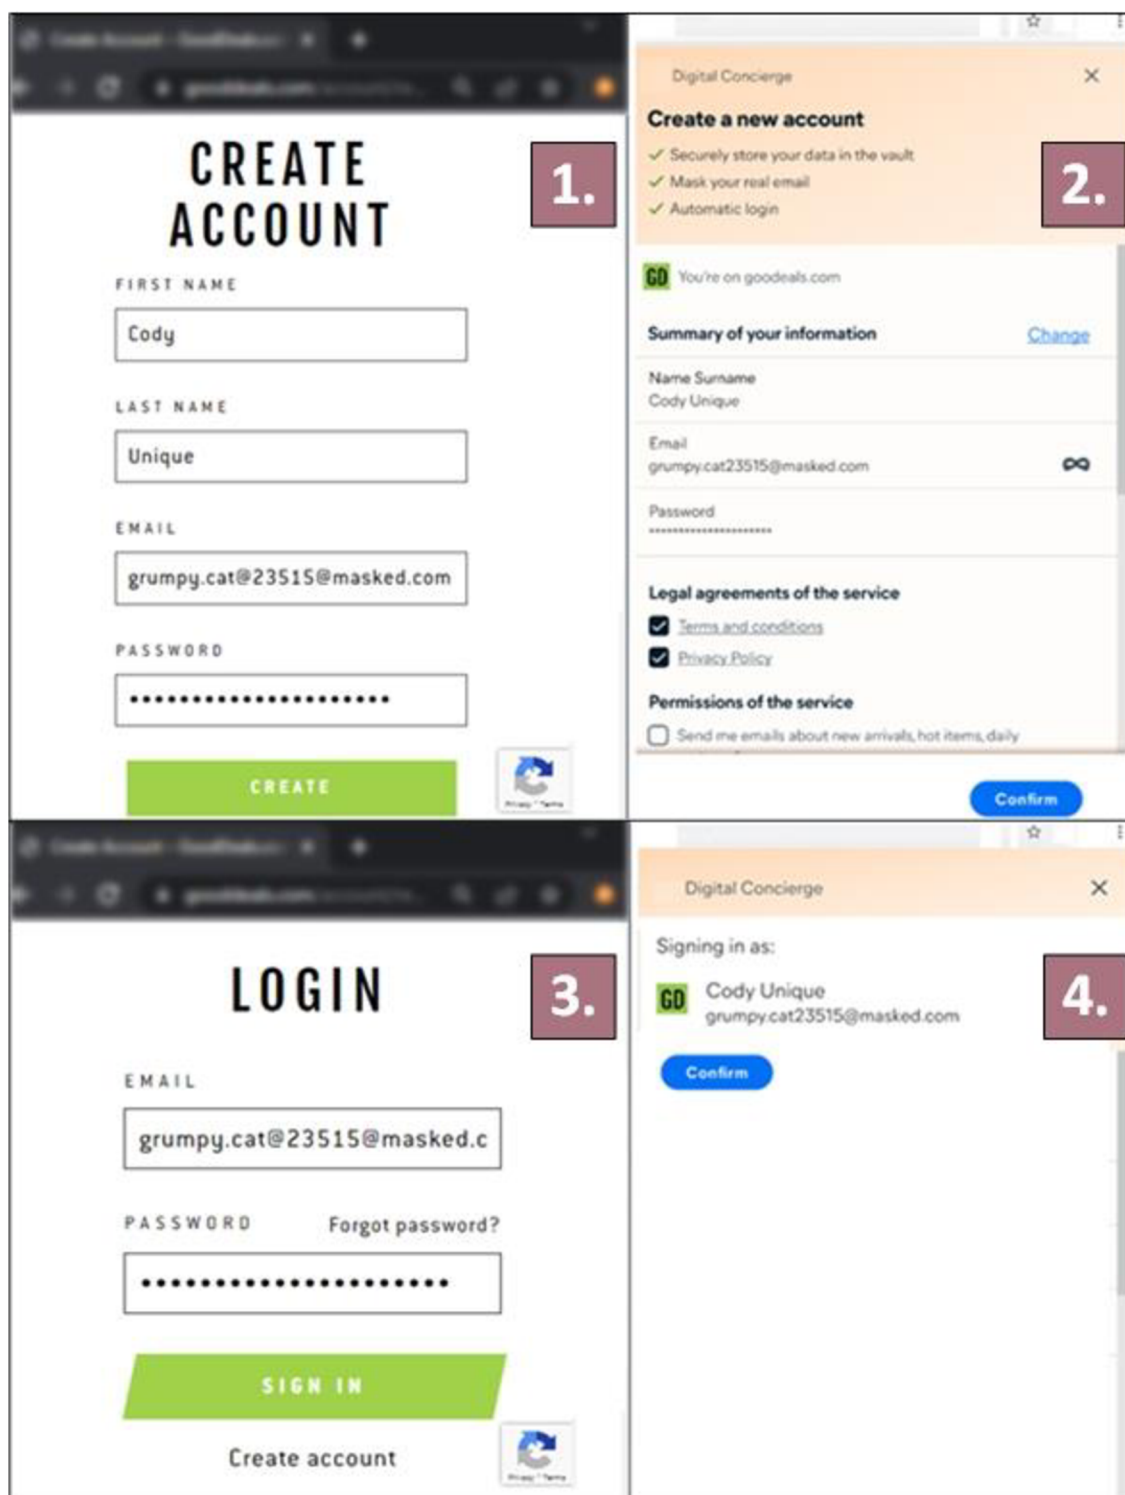 CREATE
ACCOUNT
1.
FIRST NAME
Cody
LAST NAME
Unique
EMAIL
grumpy.cat@23515@masked.com
PASSWORD
CREATE
Privacy - Terms
Digital Concierge
Create a new account
Securely store your data in the vault
Mask your real email
Automatic login
2.
GD You're on goodeals.com
Summary of your information Change
Name Surname
Cody Unique
Email
grumpy.cat23515@masked.com
Password
Legal agreements of the service
Terms and conditions
Privacy Policy
Permissions of the service
Send me emails about new arrivals, hot items, daily
Confirm
LOGIN
3.
EMAIL
grumpy.cat@23515@masked.c
PASSWORD Forgot password?
SIGN IN
Create account
Privacy - Terms
Digital Concierge
Signing in as:
4.
GD Cody Unique
grumpy.cat23515@masked.com
Confirm